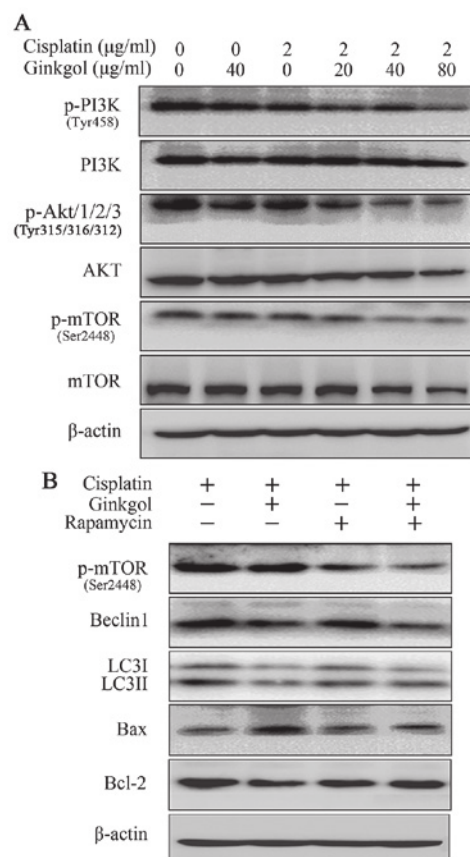 A
Cisplatin (μg/ml) 0 0 2 2 2 2
Ginkgol (μg/ml) 0 40 0 20 40 80
p-PI3K
(Tyr458)
PI3K
p-Akt/1/2/3
(Tyr315/316/312)
AKT
p-mTOR
(Ser2448)
mTOR
β-actin
B
Cisplatin + + + +
Ginkgol − + − +
Rapamycin − − + +
p-mTOR
(Ser2448)
Beclin1
LC3I
LC3II
Bax
Bcl-2
β-actin